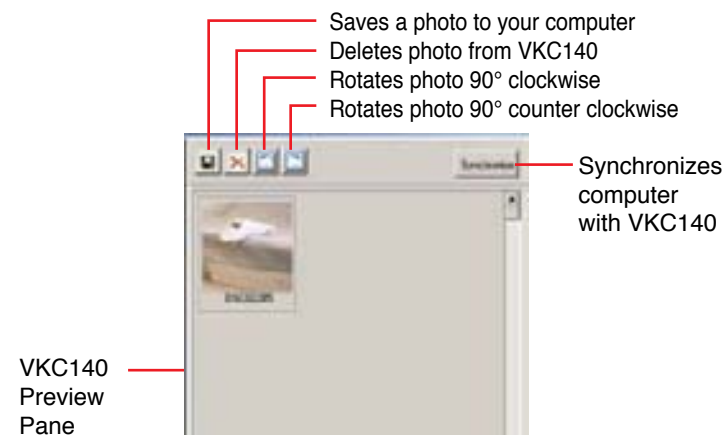 Saves a photo to your computer
Deletes photo from VKC140
Rotates photo 90° clockwise
Rotates photo 90° counter clockwise
Synchronizes
computer
with VKC140
VKC140
Preview
Pane